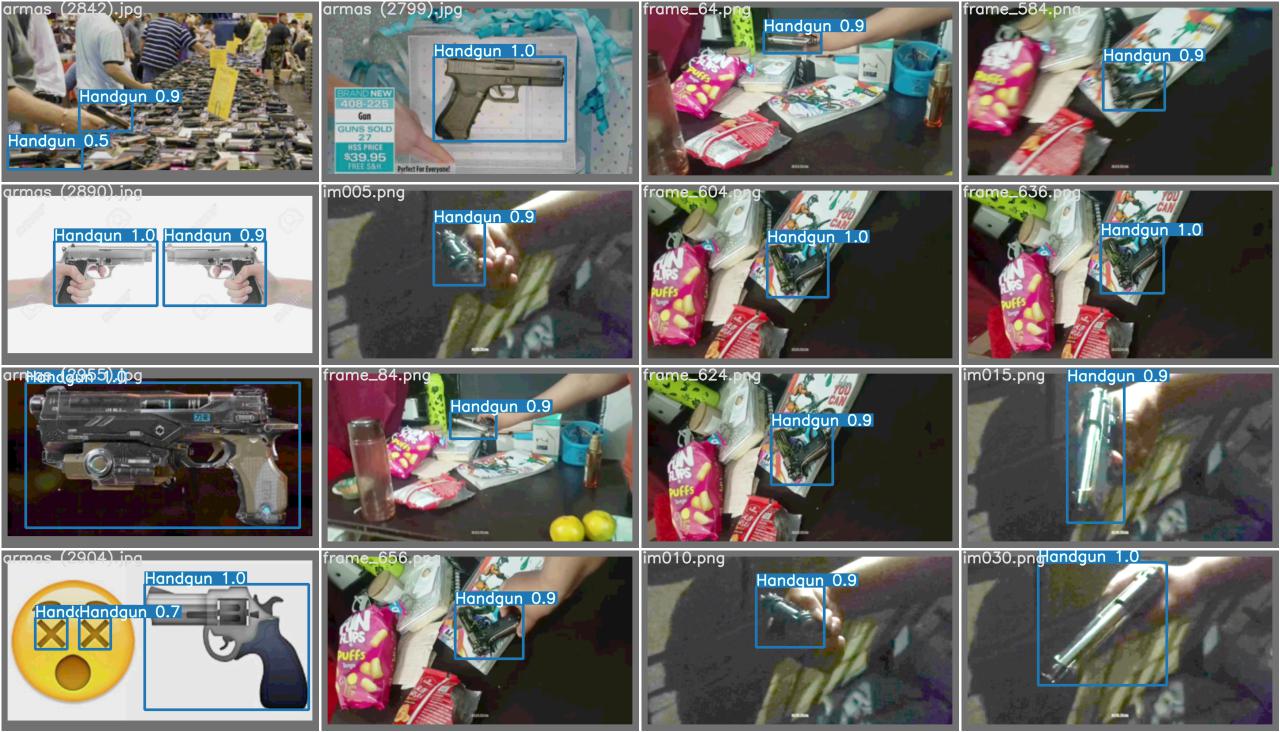 armas (2842).jpg
Handgun 0.9
Handgun 0.5
armas (2799).jpg
Handgun 1.0
BRAND NEW
408-225
Gun
GUNS SOLD
27
HSS PRICE
$39.95
FREE S&H
Perfect For Everyone!
frame_64.png
Handgun 0.9
PUFFS
frame_584.png
Handgun 0.9
PUFFS
armas (2890).jpg
Handgun 1.0
Handgun 0.9
im005.png
Handgun 0.9
frame_604.png
YOU
CAN
Handgun 1.0
PUFFS
frame_636.png
YOU
CAN
Handgun 1.0
PUFFS
armas (2955).jpg
Handgun 1.0
frame_84.png
Handgun 0.9
PUFFS
frame_624.png
YOU
CAN
Handgun 0.9
PUFFS
im015.png
Handgun 0.9
armas (2904).jpg
Handgun 1.0
Handgun 0.7
frame_656.png
Handgun 0.9
PUFFS
im010.png
Handgun 0.9
im030.png
Handgun 1.0